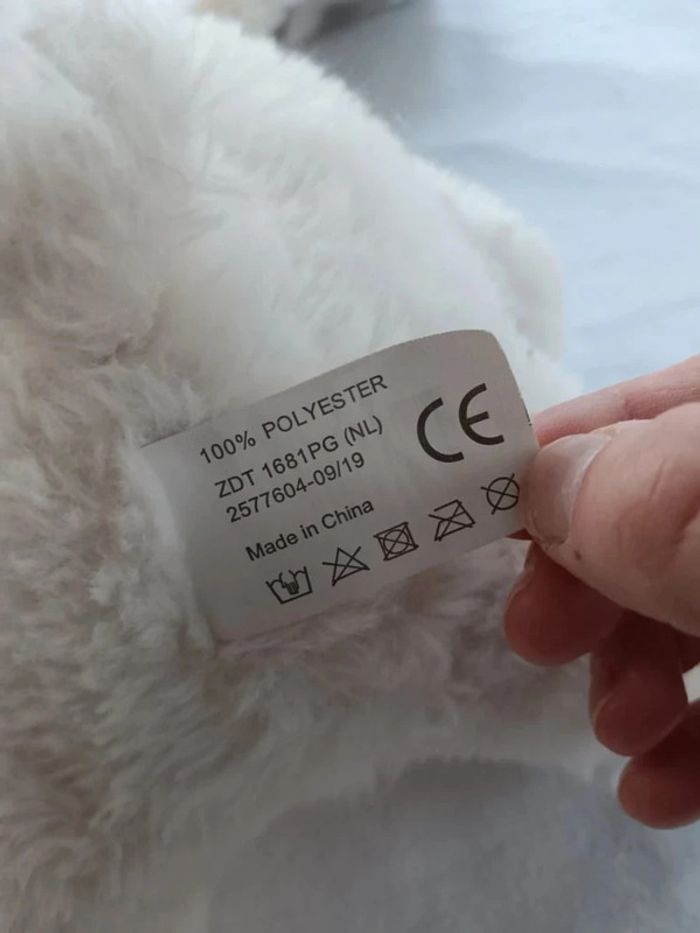 100% POLYESTER
ZDT 1681PG (NL)
2577604-09/19
CE
Made in China